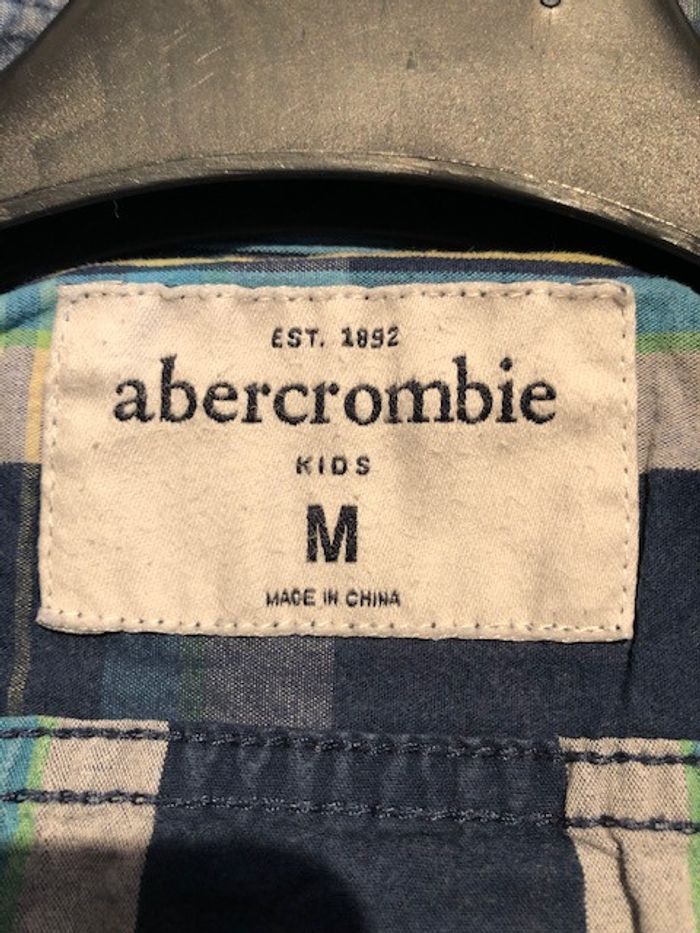 EST. 1892
abercrombie
KIDS
M
MADE IN CHINA